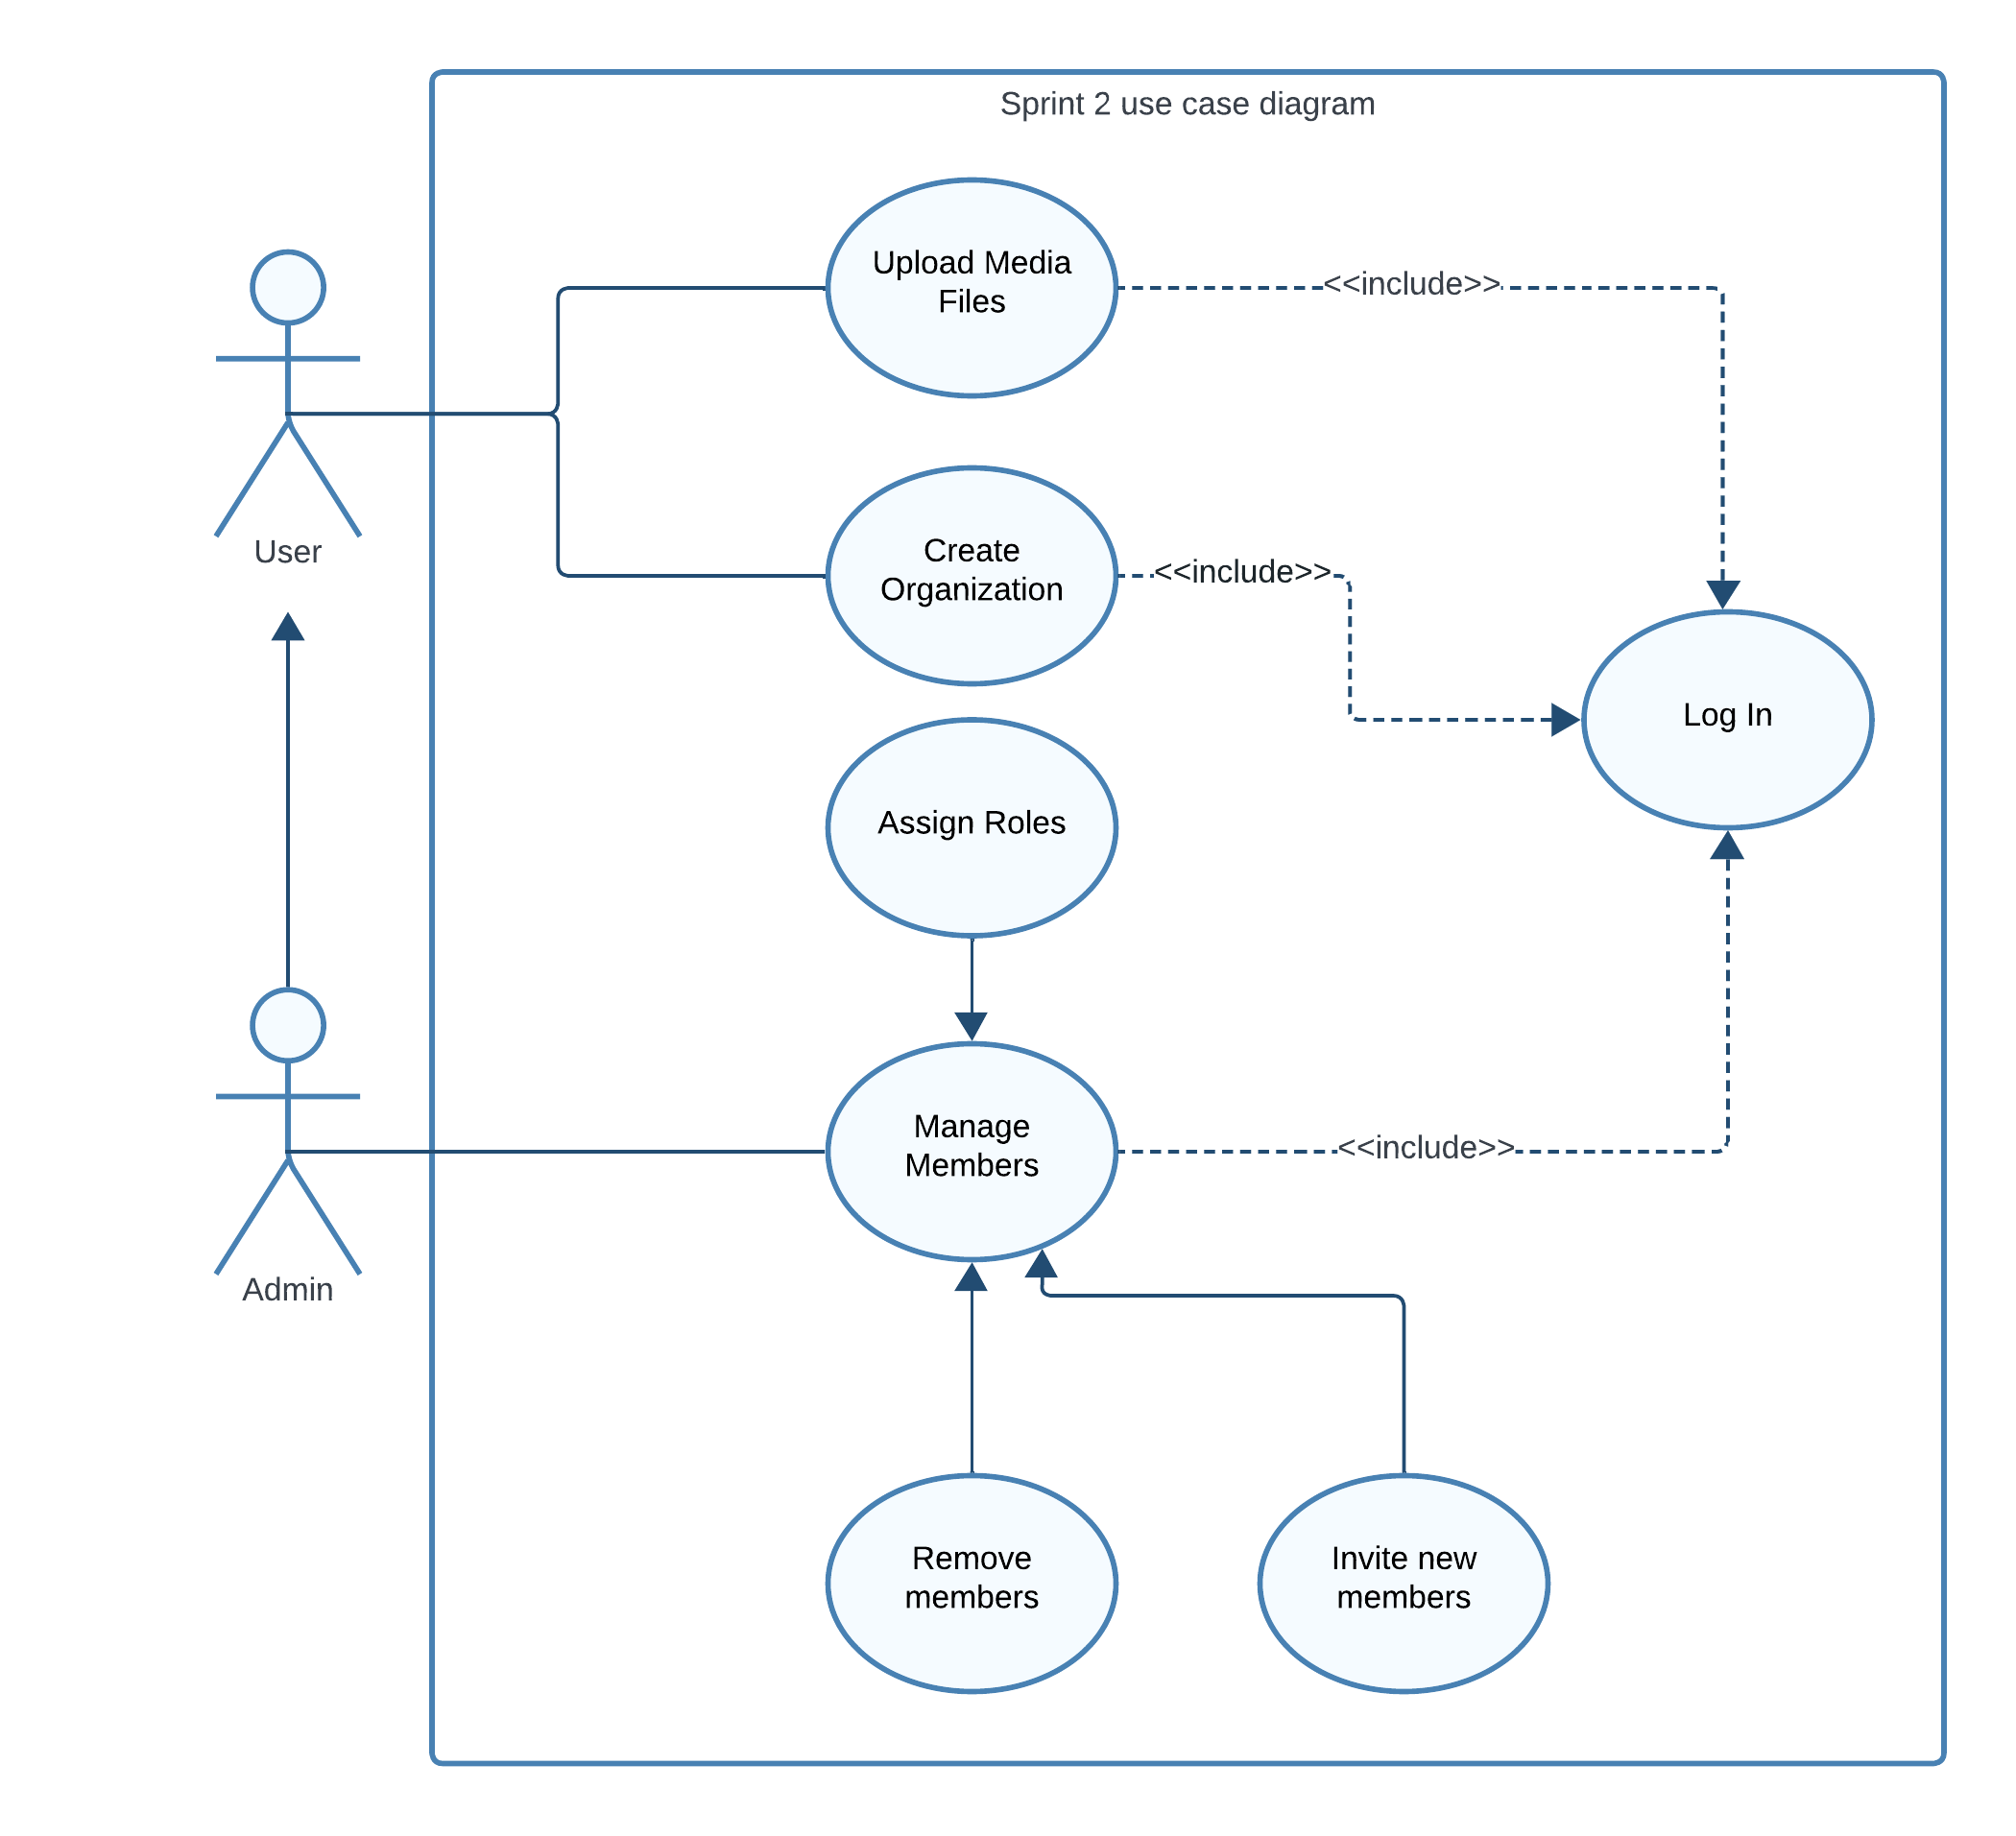 Sprint 2 use case diagram
Upload Media
Files
<<include>>
User
Create
Organization
<<include>>
Log In
Assign Roles
Admin
Manage
Members
<<include>>
Remove
members
Invite new
members